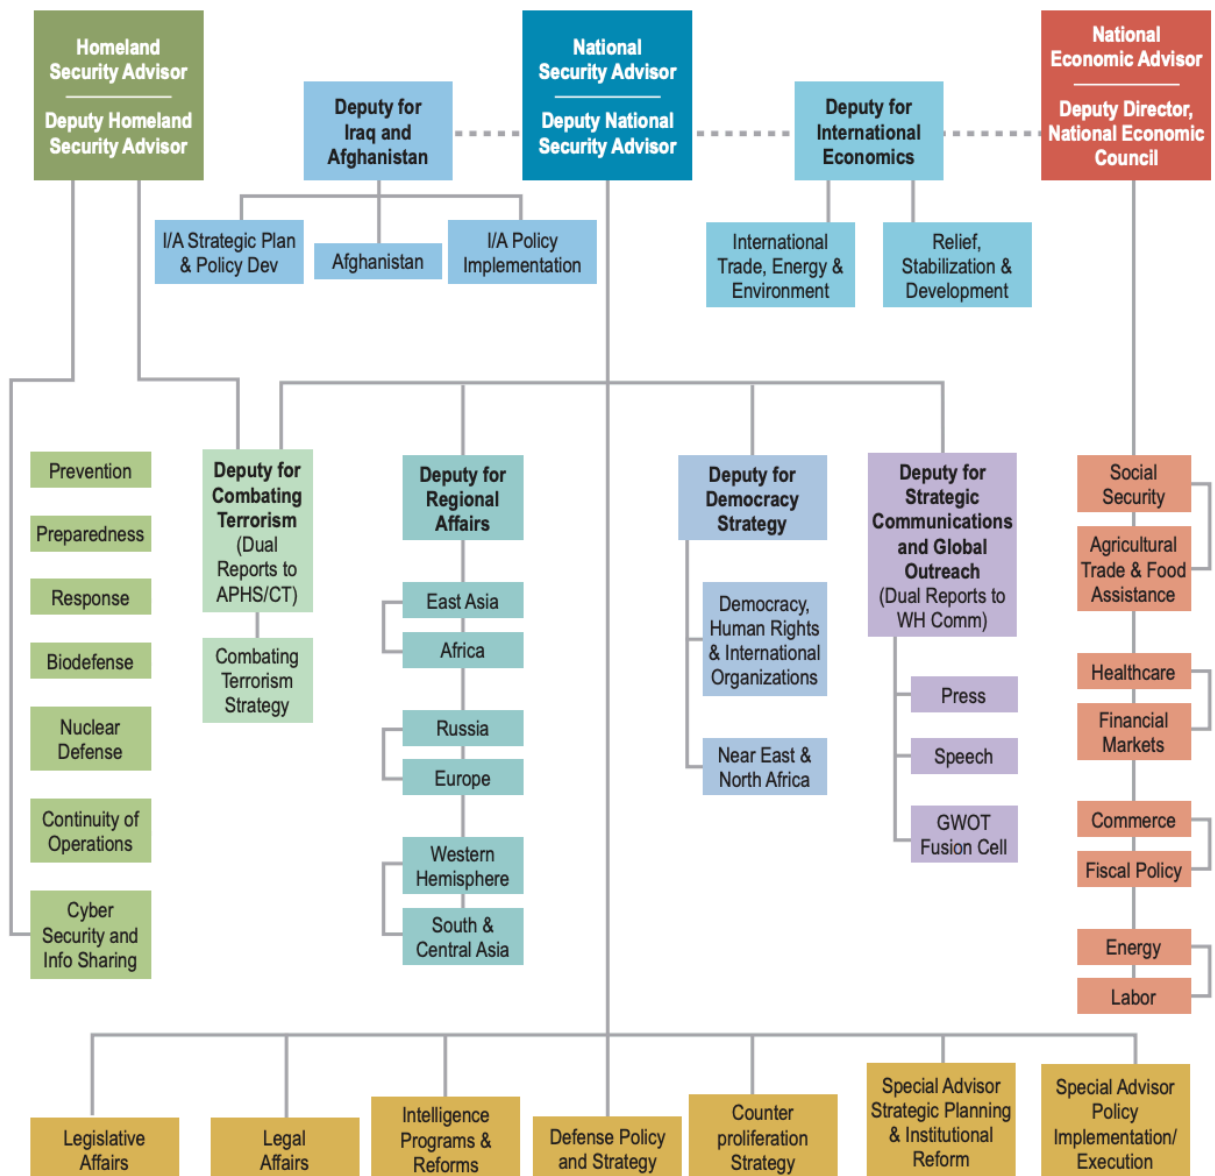 Homeland
Security Advisor
Deputy Homeland
Security Advisor
Deputy for
Iraq and
Afghanistan
National
Security Advisor
Deputy National
Security Advisor
Deputy for
International
Economics
National
Economic Advisor
Deputy Director,
National Economic
Council
I/A Strategic Plan
& Policy Dev
Afghanistan
I/A Policy
Implementation
International
Trade, Energy &
Environment
Relief,
Stabilization &
Development
Prevention
Preparedness
Response
Biodefense
Nuclear
Defense
Continuity of
Operations
Cyber
Security and
Info Sharing
Deputy for
Combating
Terrorism
(Dual
Reports to
APHS/CT)
Combating
Terrorism
Strategy
Deputy for
Regional
Affairs
East Asia
Africa
Russia
Europe
Western
Hemisphere
South &
Central Asia
Deputy for
Democracy
Strategy
Democracy,
Human Rights
& International
Organizations
Near East &
North Africa
Deputy for
Strategic
Communications
and Global
Outreach
(Dual Reports to
WH Comm)
Press
Speech
GWOT
Fusion Cell
Social
Security
Agricultural
Trade & Food
Assistance
Healthcare
Financial
Markets
Commerce
Fiscal Policy
Energy
Labor
Legislative
Affairs
Legal
Affairs
Intelligence
Programs &
Reforms
Defense Policy
and Strategy
Counter
proliferation
Strategy
Special Advisor
Strategic Planning
& Institutional
Reform
Special Advisor
Policy
Implementation/
Execution